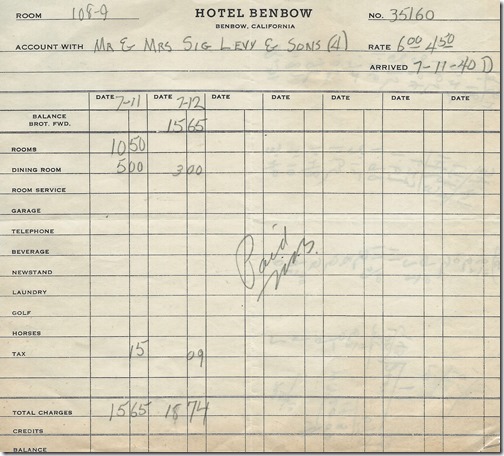 ROOM 108-9 HOTEL BENBOW NO. 35160
BENBOW, CALIFORNIA
ACCOUNT WITH MR & MRS SIG LEVY & SONS (4) RATE 6 00 4 50
ARRIVED 7-11-40 D
DATE 7-11 DATE 7-12 DATE DATE DATE DATE DATE
BALANCE BROT. FWD. 15 65
ROOMS 10 50
DINING ROOM 5 00 3 00
ROOM SERVICE
GARAGE
TELEPHONE
BEVERAGE
Paid
NEWSTAND
LAUNDRY
GOLF
HORSES
TAX 15 09
TOTAL CHARGES 15 65 18 74
CREDITS
BALANCE